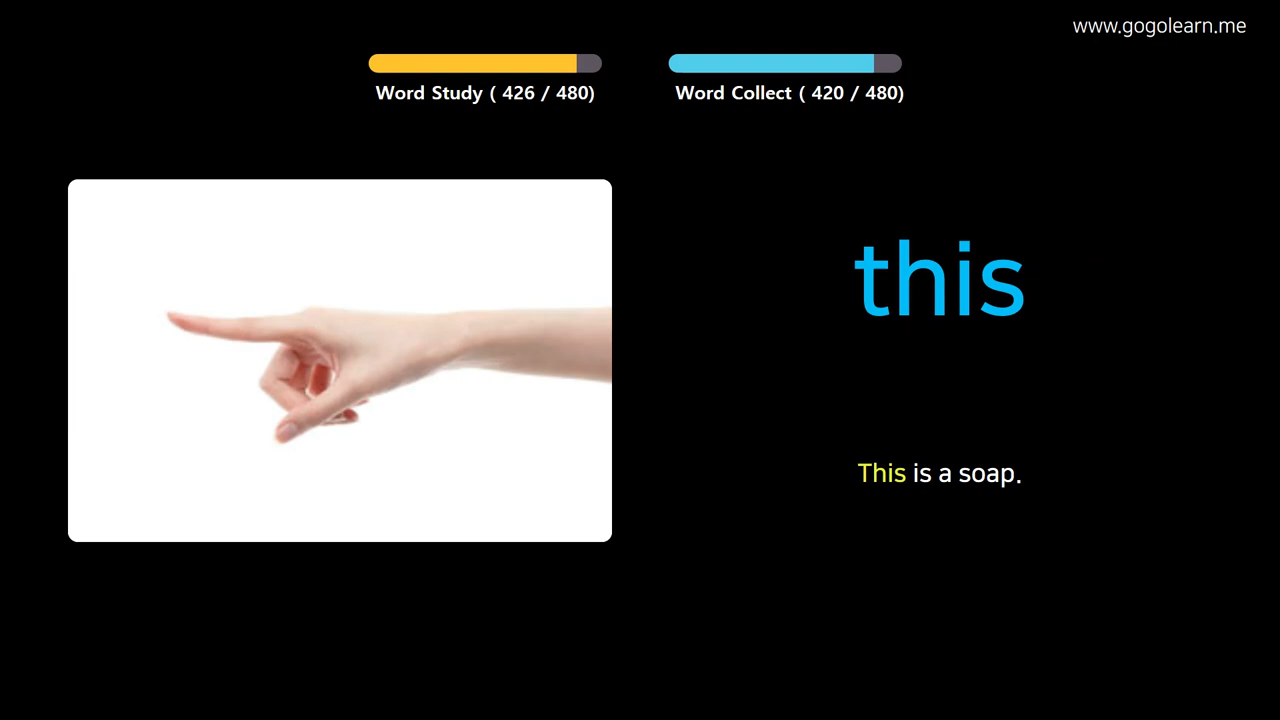 www.gogolearn.me
Word Study ( 426 / 480)
Word Collect ( 420 / 480)
this
This is a soap.